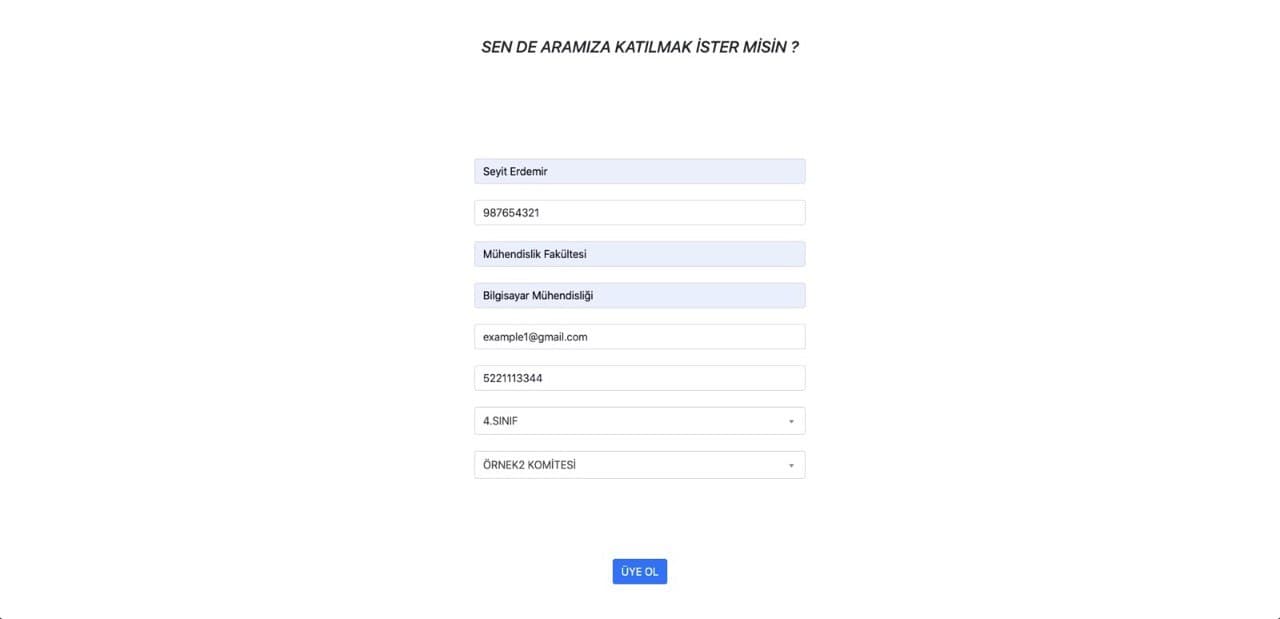 SEN DE ARAMIZA KATILMAK İSTER MİSİN ?
Seyit Erdemir
987654321
Mühendislik Fakültesi
Bilgisayar Mühendisliği
example1@gmail.com
5221113344
4.SINIF
ÖRNEK2 KOMİTESİ
ÜYE OL